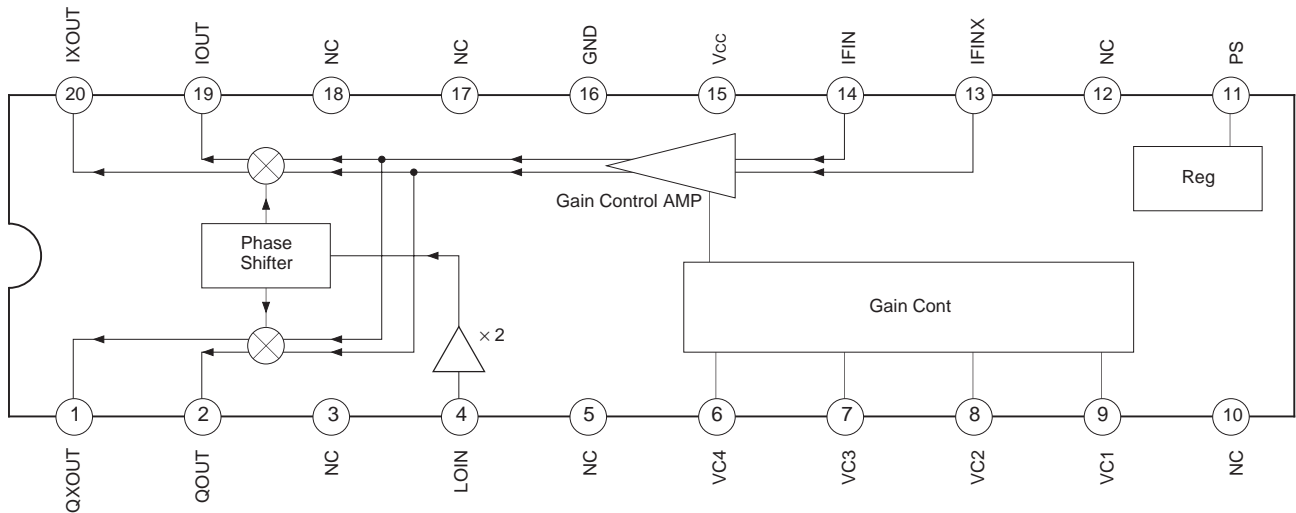 IXOUT
IOUT
NC
NC
GND
Vcc
IFIN
IFINX
NC
PS
20
19
18
17
16
15
14
13
12
11
Reg
Gain Control AMP
Phase
Shifter
Gain Cont
× 2
1
2
3
4
5
6
7
8
9
10
QXOUT
QOUT
NC
LOIN
NC
VC4
VC3
VC2
VC1
NC